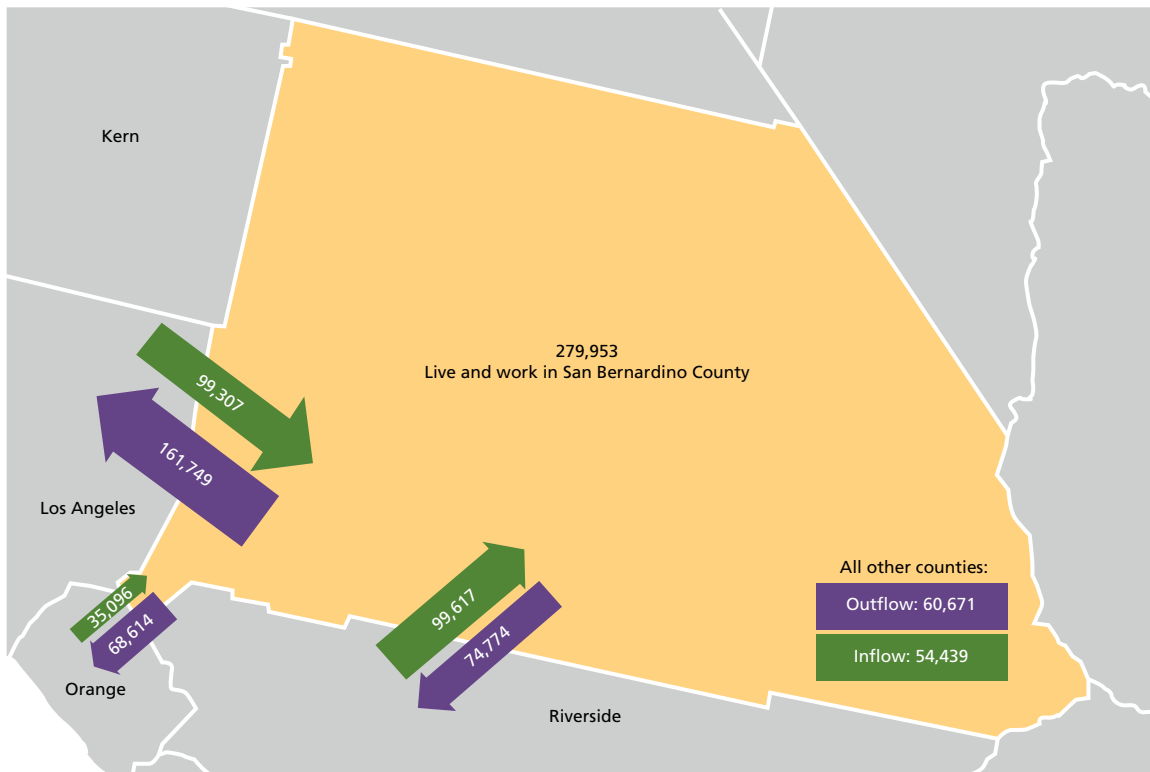 Kern
279,953
Live and work in San Bernardino County
99,307
161,749
Los Angeles
All other counties:
Outflow: 60,671
Inflow: 54,439
35,096
68,614
99,617
74,774
Orange
Riverside